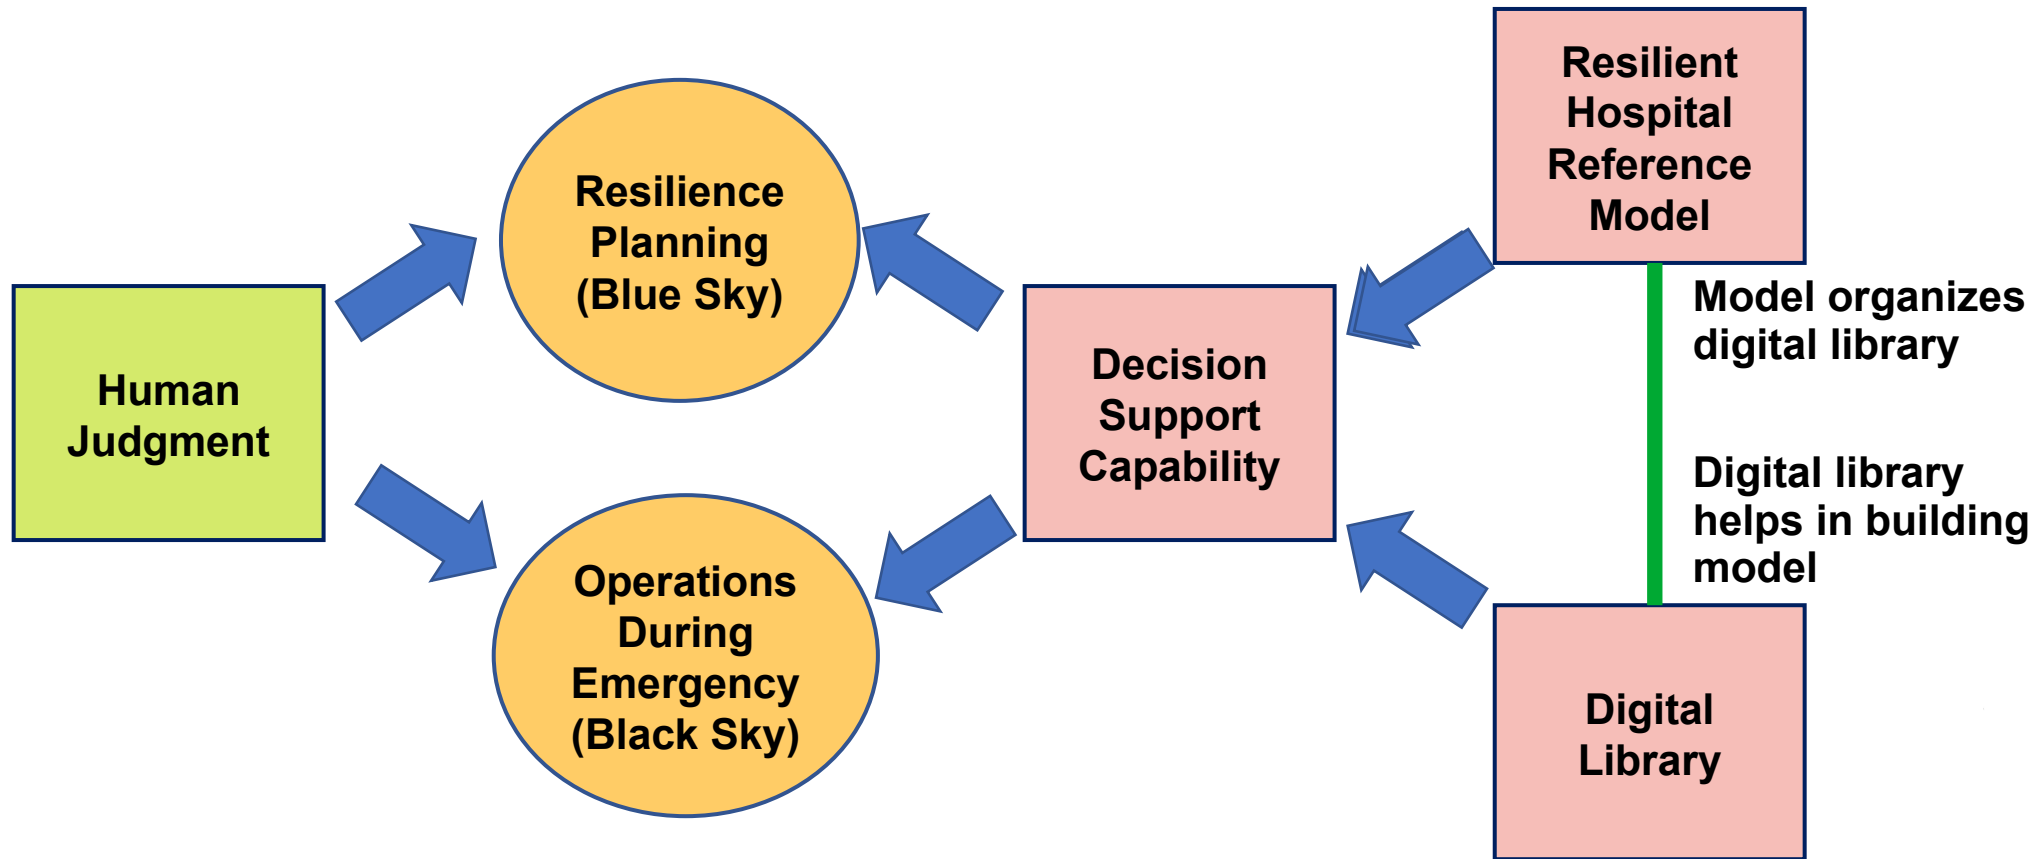 Human
Judgment
Resilience
Planning
(Blue Sky)
Operations
During
Emergency
(Black Sky)
Decision
Support
Capability
Resilient
Hospital
Reference
Model
Model organizes
digital library
Digital library
helps in building
model
Digital
Library